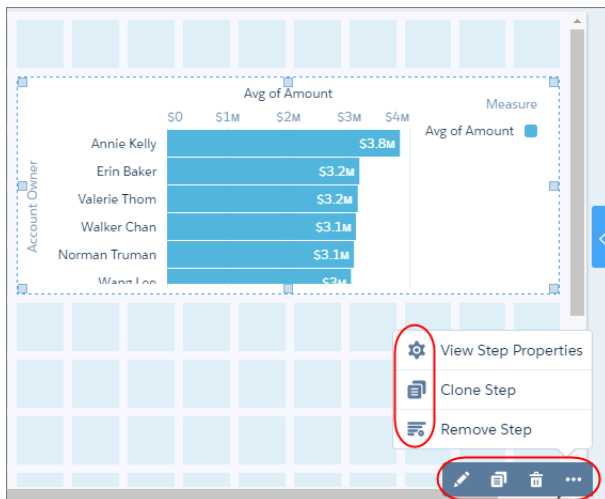 Avg of Amount
$0 $1M $2M $3M $4M
Measure
Avg of Amount
Account Owner
Annie Kelly $3.8M
Erin Baker $3.2M
Valerie Thom $3.2M
Walker Chan $3.1M
Norman Truman $3.1M
Wang Loo $3M
View Step Properties
Clone Step
Remove Step